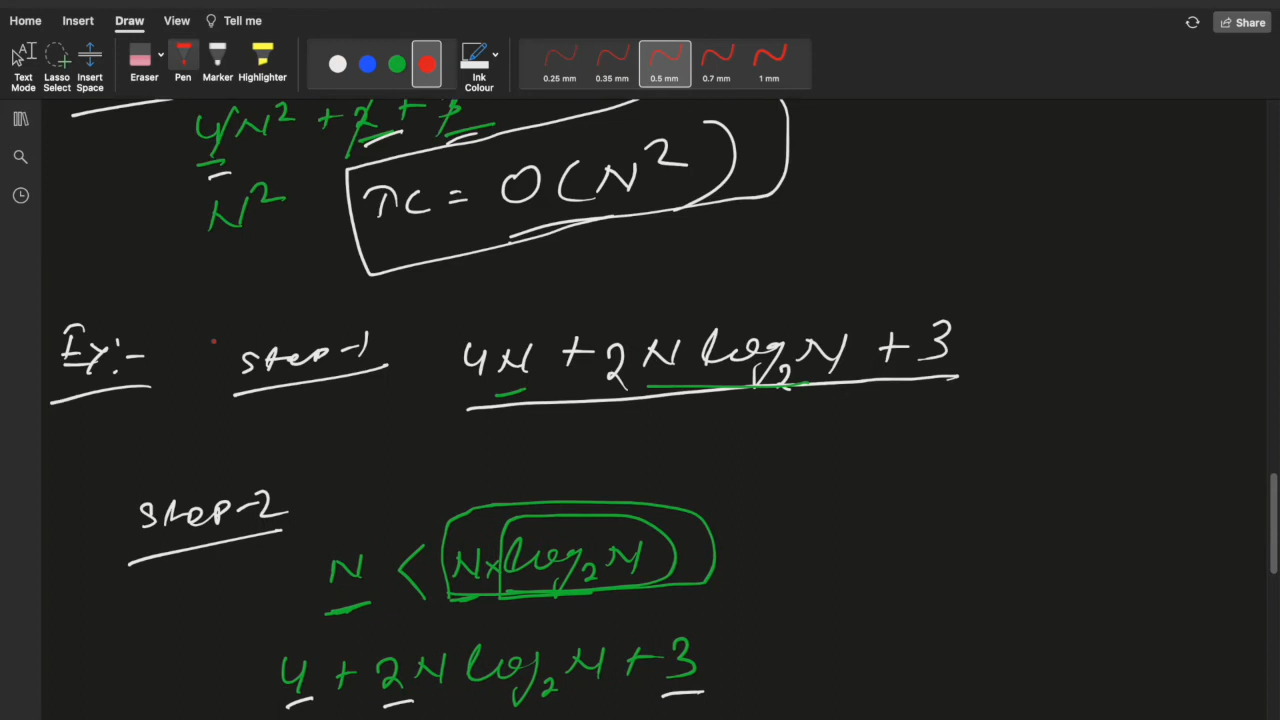 Home Insert Draw View Tell me Share
Text Mode Lasso Select Insert Space Eraser Pen Marker Highlighter Ink Colour 0.25 mm 0.35 mm 0.5 mm 0.7 mm 1 mm
4N² + 2 + 3
N² TC = O(N²)
Ex:- Step-1 4N + 2N log₂N + 3
Step-2
N < N×log₂N
4 + 2N log₂N + 3